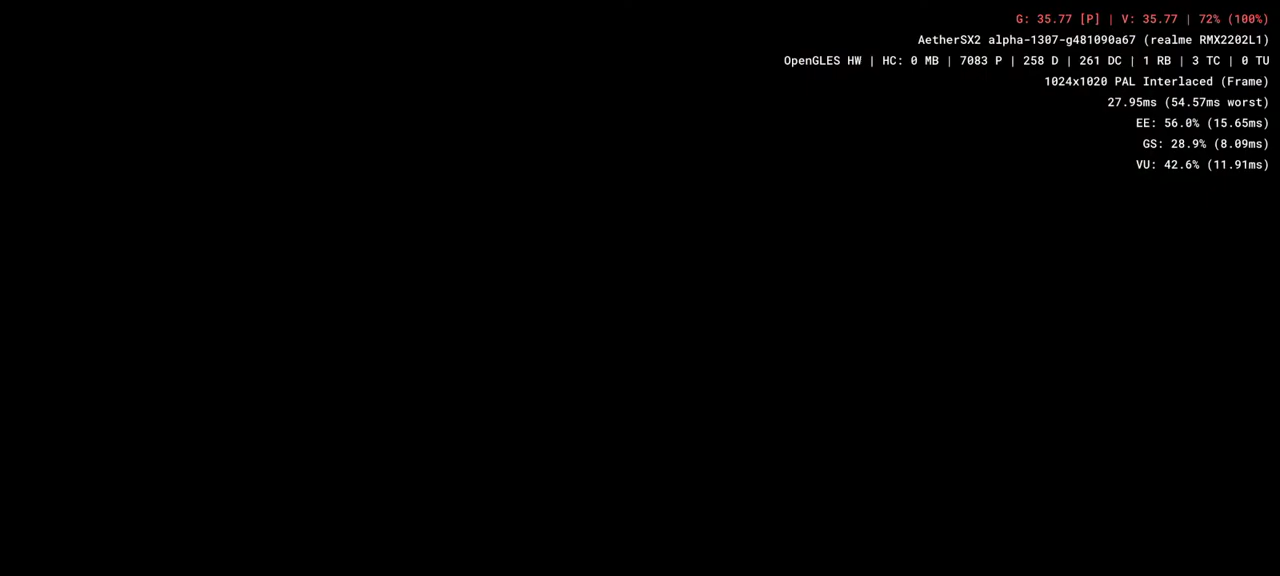 G: 35.77 [P] | V: 35.77 | 72% (100%)
AetherSX2 alpha-1307-g481090a67 (realme RMX2202L1)
OpenGLES HW | HC: 0 MB | 7083 P | 258 D | 261 DC | 1 RB | 3 TC | 0 TU
1024x1020 PAL Interlaced (Frame)
27.95ms (54.57ms worst)
EE: 56.0% (15.65ms)
GS: 28.9% (8.09ms)
VU: 42.6% (11.91ms)